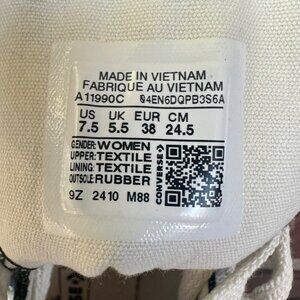 MADE IN VIETNAM
FABRIQUE AU VIETNAM
A11990C 04EN6DQPB3S6A
US UK EUR CM
7.5 5.5 38 24.5
GENDER: WOMEN
UPPER: TEXTILE
LINING: TEXTILE
OUTSOLE: RUBBER
CONVERSE
9Z 2410 M88